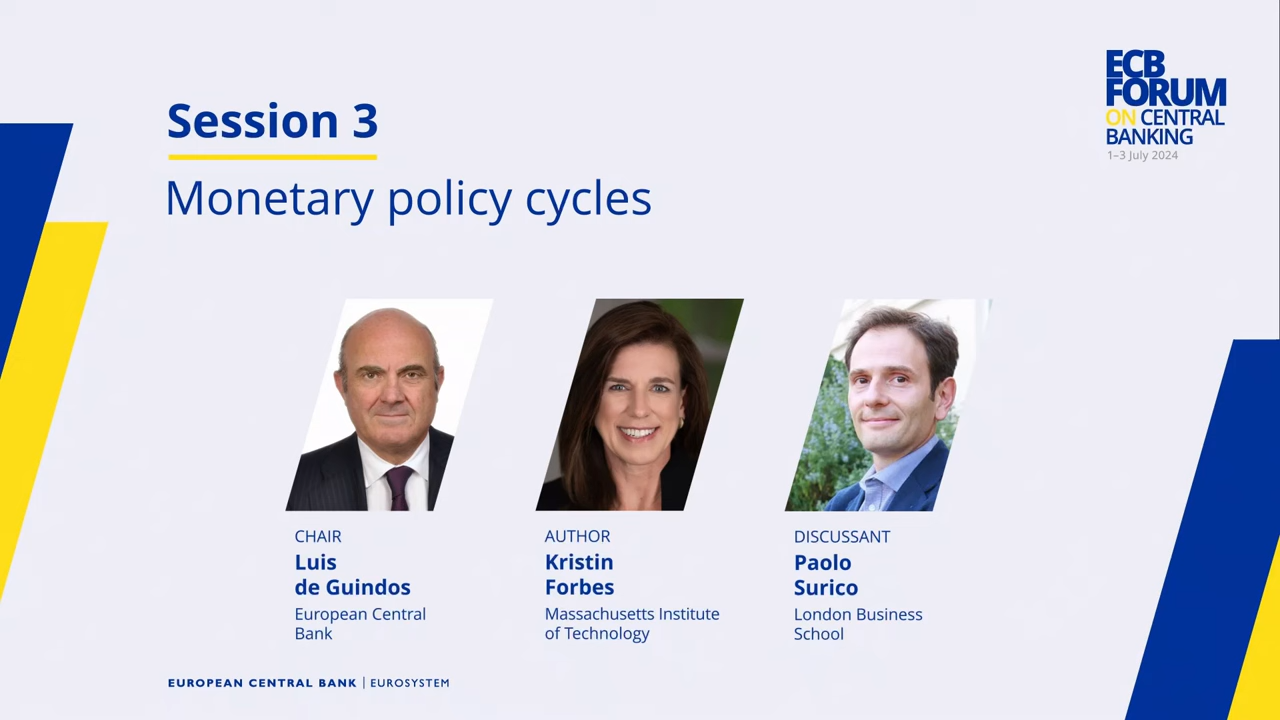 ECB
FORUM
ON CENTRAL
BANKING
1–3 July 2024
Session 3
Monetary policy cycles
CHAIR
Luis
de Guindos
European Central
Bank
AUTHOR
Kristin
Forbes
Massachusetts Institute
of Technology
DISCUSSANT
Paolo
Surico
London Business
School
EUROPEAN CENTRAL BANK | EUROSYSTEM